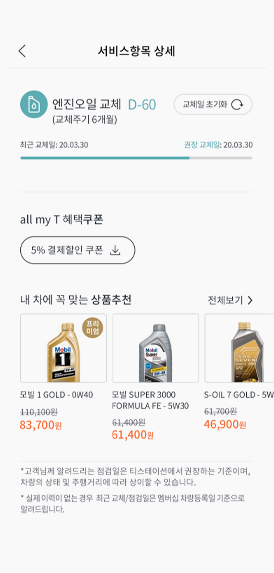 서비스항목 상세
엔진오일 교체 D-60
(교체주기 6개월)
교체일 초기화
최근 교체일: 20.03.30
권장 교체일: 20.03.30
all my T 혜택쿠폰
5% 결제할인 쿠폰
내 차에 꼭 맞는 상품추천
전체보기
프리
미엄
Mobil
1
Mobil
Super
모빌 1 GOLD - 0W40
110,100원
83,700원
모빌 SUPER 3000
FORMULA FE - 5W30
61,400원
61,400원
S-OIL 7 GOLD - 5W
61,700원
46,900원
*고객님께 알려드리는 점검일은 티스테이션에서 권장하는 기준이며,
차량의 상태 및 주행거리에 따라 상이할 수 있습니다.
* 실제 이력이 없는 경우 최근 교체/점검일은 멤버십 차량등록일 기준으로
알려드립니다.